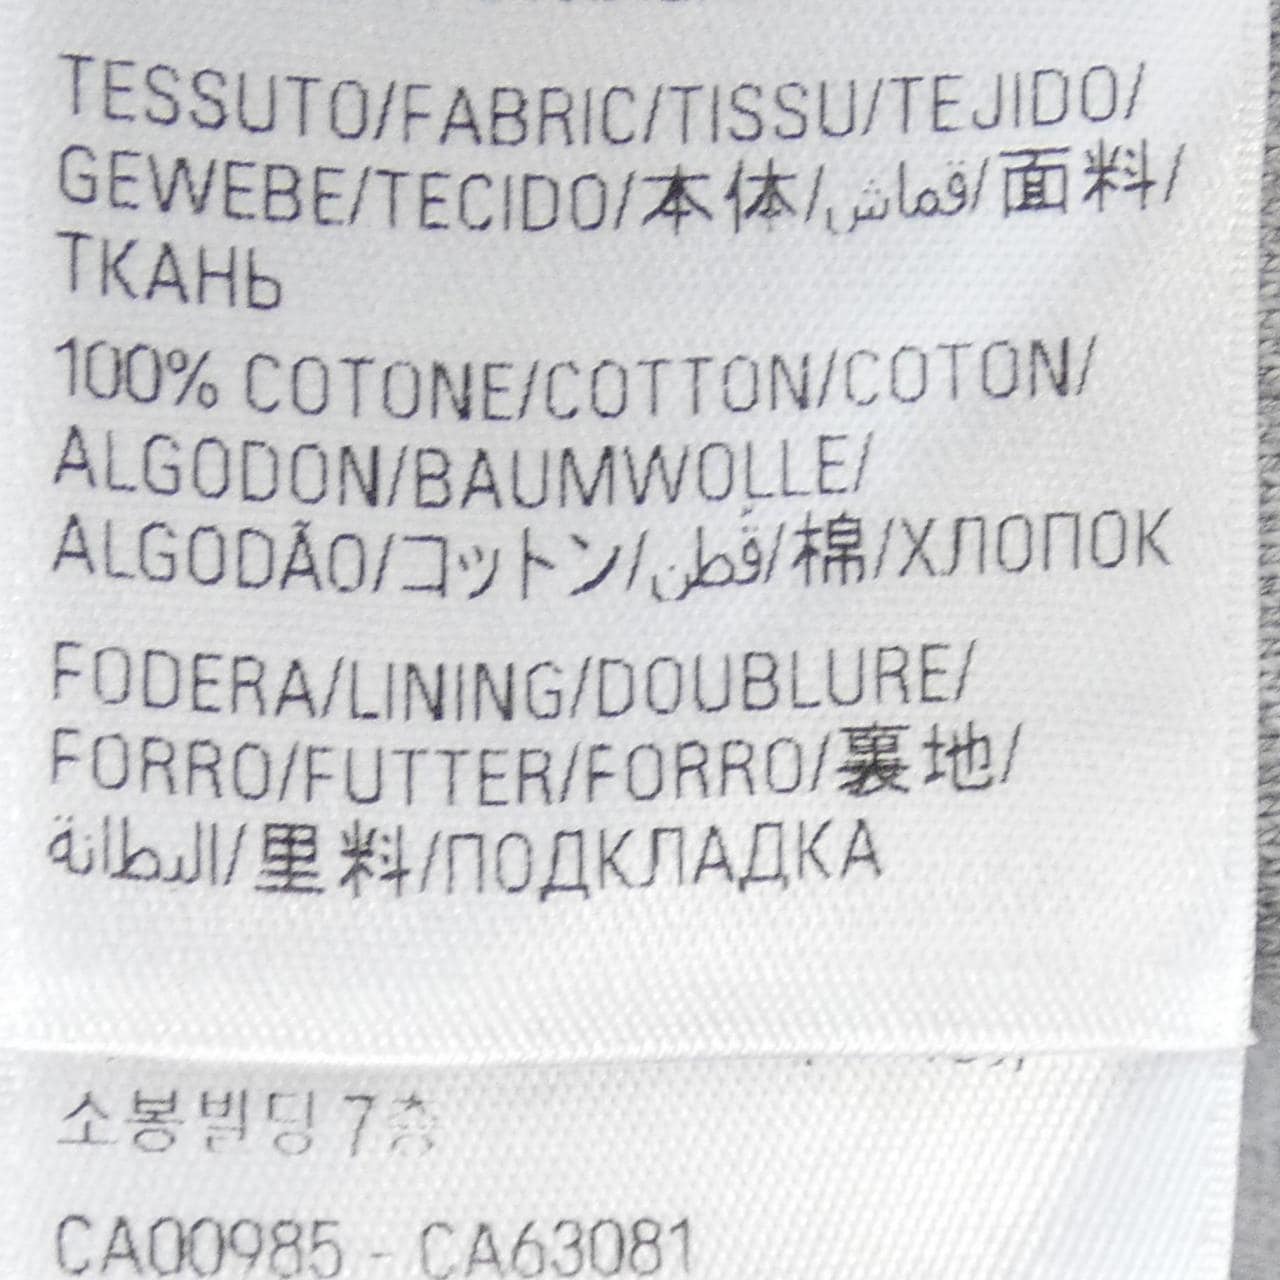 TESSUTO/FABRIC/TISSU/TEJIDO/
GEWEBE/TECIDO/本体/قماش/面料/
ТКАНЬ
100% COTONE/COTTON/COTON/
ALGODON/BAUMWOLLE/
ALGODÃO/コットン/قُطن/棉/ХЛОПОК
FODERA/LINING/DOUBLURE/
FORRO/FUTTER/FORRO/裏地/
البطانة/里料/ПОДКЛАДКА
소봉빌딩 7층
CA00985 - CA63081